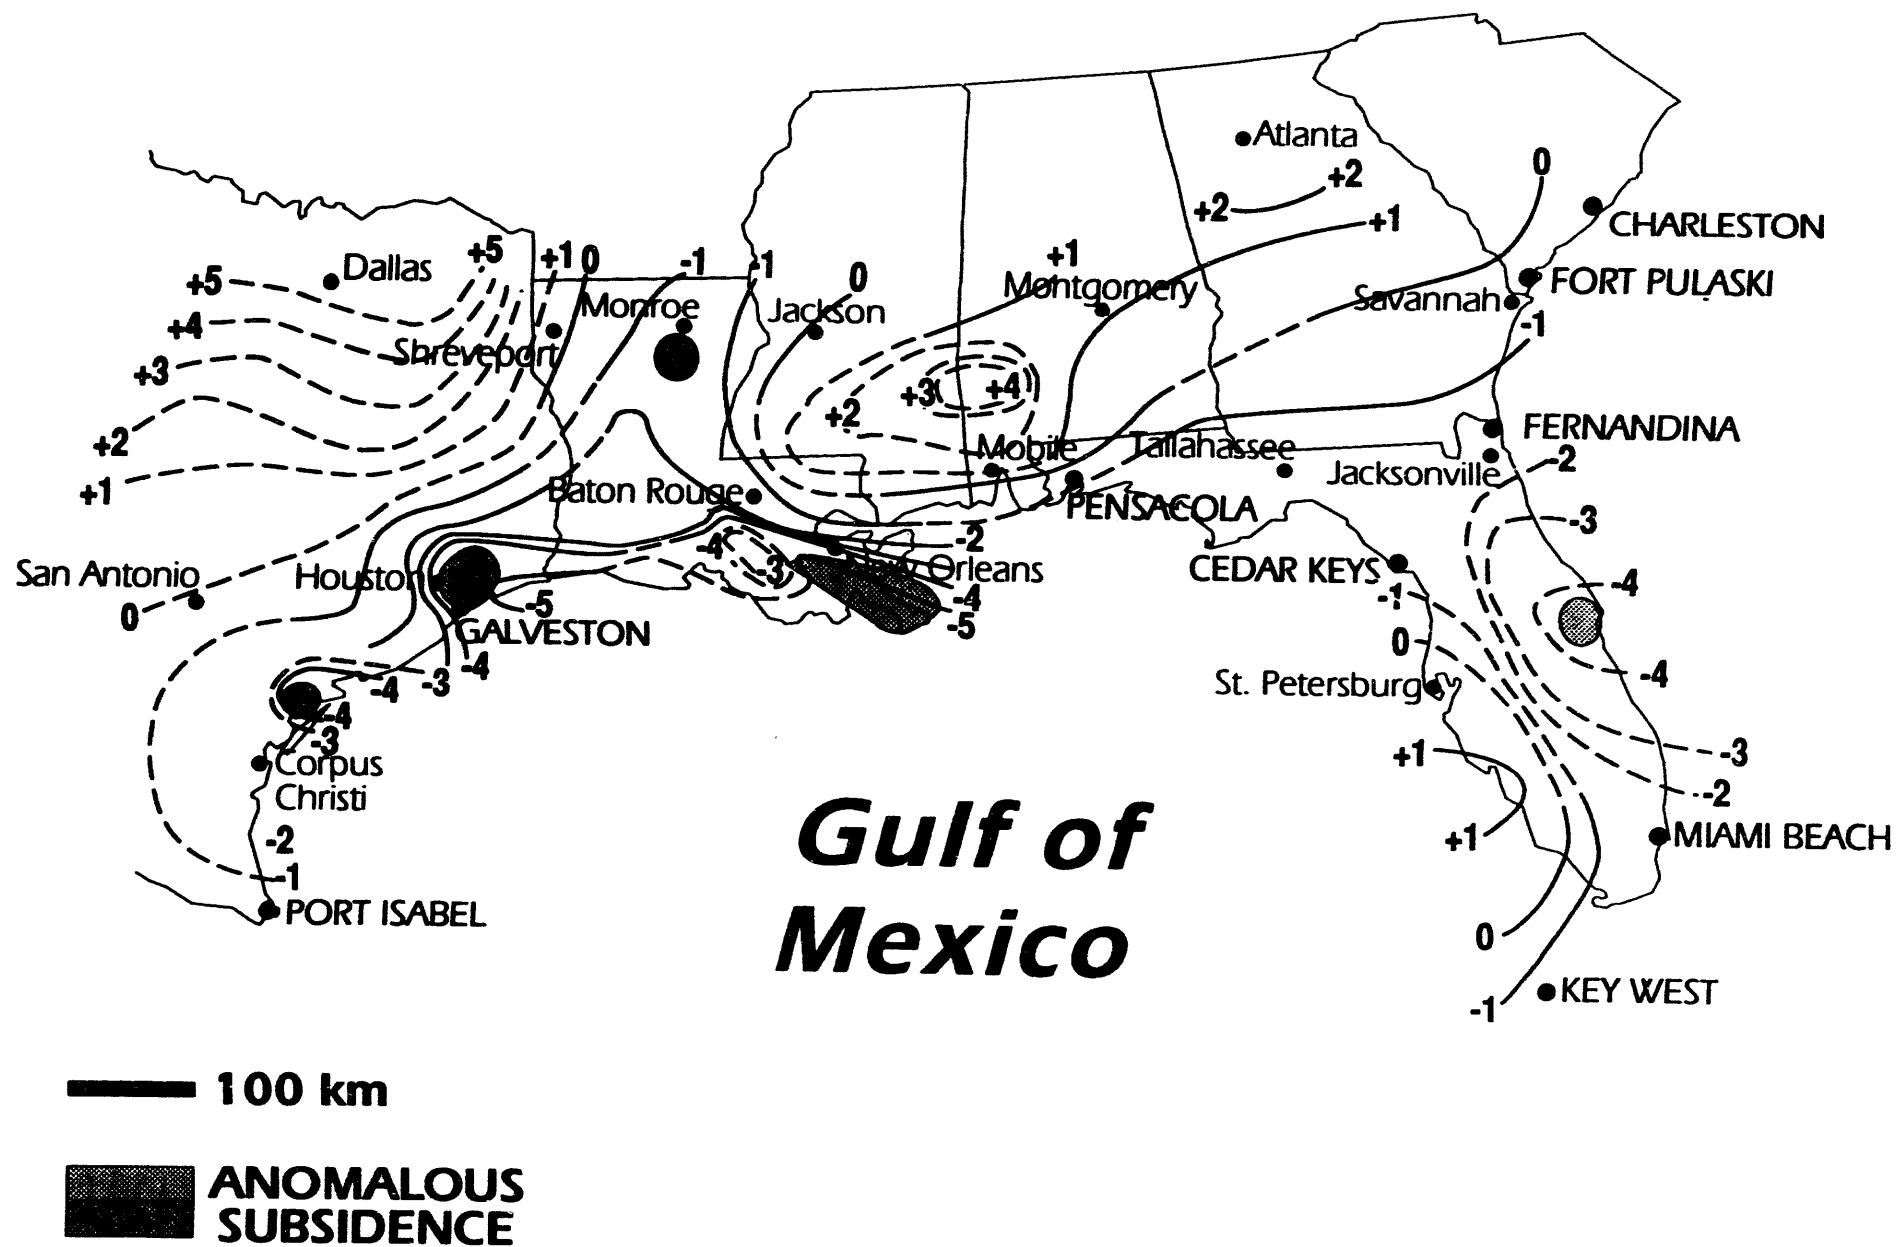 Atlanta
+2
+2
0
+1
CHARLESTON
+5
+1
0
-1
-1
0
+1
Dallas
+5
Montgomery
FORT PULASKI
Savannah
+4
Monroe
Jackson
-1
Shreveport
+3
+3
+4
+2
+2
Mobile
Tallahassee
FERNANDINA
-2
Jacksonville
+1
Baton Rouge
PENSACOLA
-3
-4
-2
San Antonio
Houston
-3
New Orleans
CEDAR KEYS
-4
0
-5
-4
-1
-5
GALVESTON
0
-4
-3
-4
-4
St. Petersburg
-4
-3
Corpus
Christi
+1
-3
-2
-2
+1
MIAMI BEACH
-1
PORT ISABEL
Gulf of
Mexico
0
-1
KEY WEST
100 km
ANOMALOUS
SUBSIDENCE